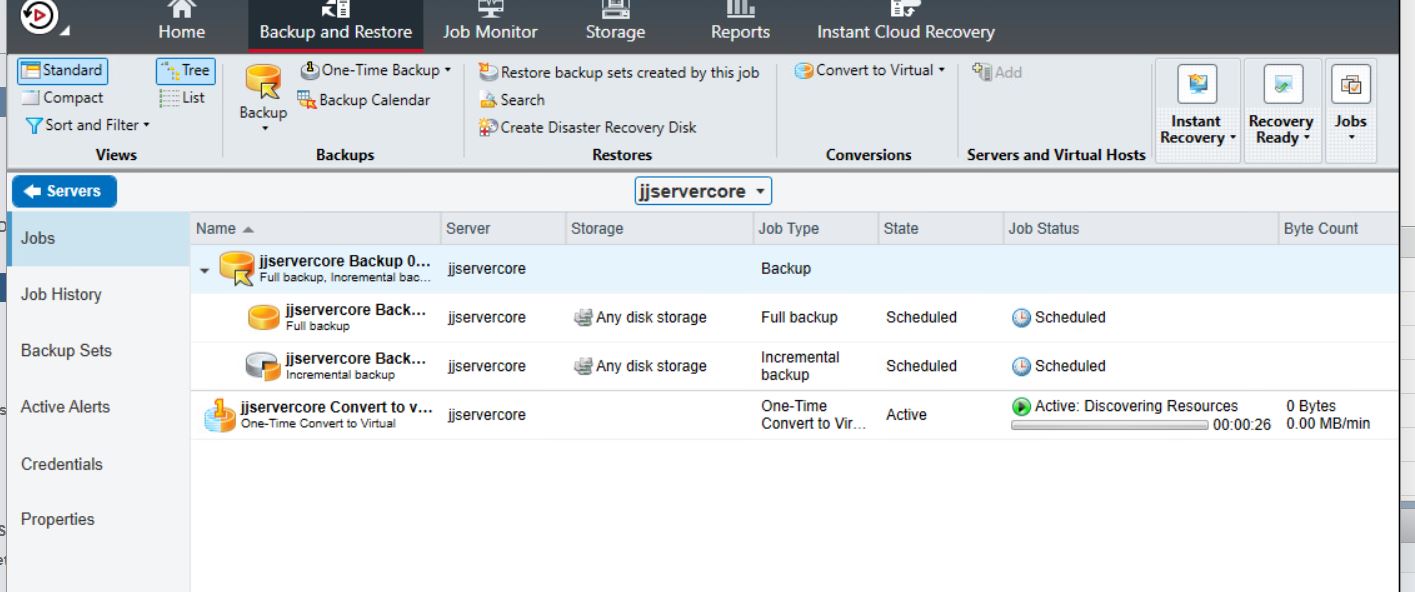 Home
Backup and Restore
Job Monitor
Storage
Reports
Instant Cloud Recovery
Standard
Tree
Compact
List
Sort and Filter
Views
Backup
One-Time Backup
Backup Calendar
Backups
Restore backup sets created by this job
Search
Create Disaster Recovery Disk
Restores
Convert to Virtual
Conversions
Add
Servers and Virtual Hosts
Instant
Recovery
Recovery
Ready
Jobs
Servers
jjservercore
Jobs
Job History
Backup Sets
Active Alerts
Credentials
Properties
Name Server Storage Job Type State Job Status Byte Count
jjservercore Backup 0...
Full backup, Incremental bac...
jjservercore
Backup
jjservercore Back...
Full backup
jjservercore
Any disk storage
Full backup
Scheduled
Scheduled
jjservercore Back...
Incremental backup
jjservercore
Any disk storage
Incremental
backup
Scheduled
Scheduled
jjservercore Convert to v...
One-Time Convert to Virtual
jjservercore
One-Time
Convert to Vir...
Active
Active: Discovering Resources
00:00:26
0 Bytes
0.00 MB/min